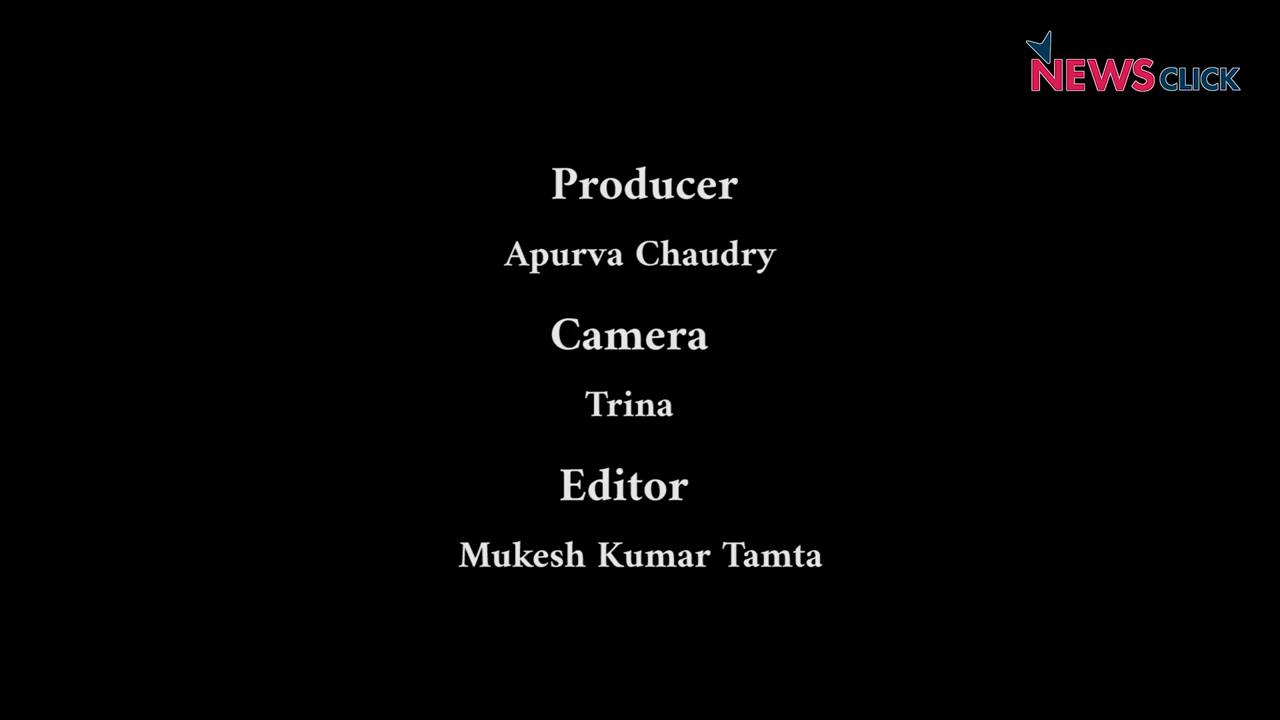 NEWSCLICK
Producer
Apurva Chaudry
Camera
Trina
Editor
Mukesh Kumar Tamta